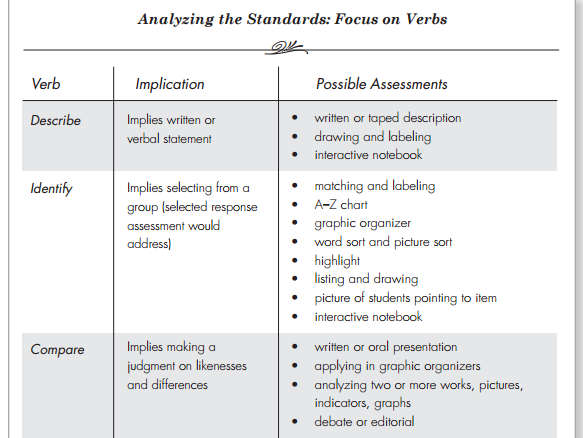 Analyzing the Standards: Focus on Verbs
Verb Implication Possible Assessments
Describe
Implies written or
verbal statement
• written or taped description
• drawing and labeling
• interactive notebook
Identify
Implies selecting from a
group (selected response
assessment would
address)
• matching and labeling
• A–Z chart
• graphic organizer
• word sort and picture sort
• highlight
• listing and drawing
• picture of students pointing to item
• interactive notebook
Compare
Implies making a
judgment on likenesses
and differences
• written or oral presentation
• applying in graphic organizers
• analyzing two or more works, pictures,
indicators, graphs
• debate or editorial